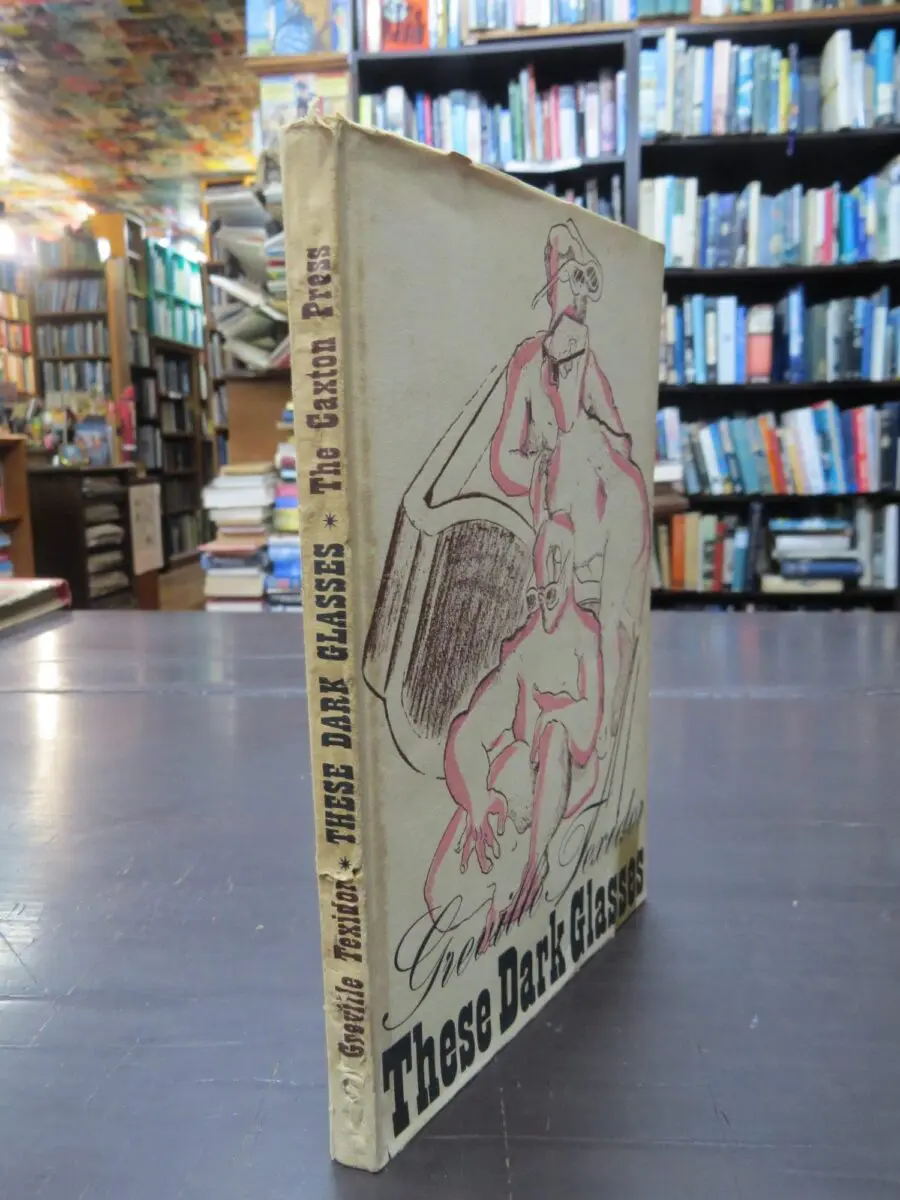 Greville Texidor * THESE DARK GLASSES * The Caxton Press
Greville Texidor
These Dark Glasses